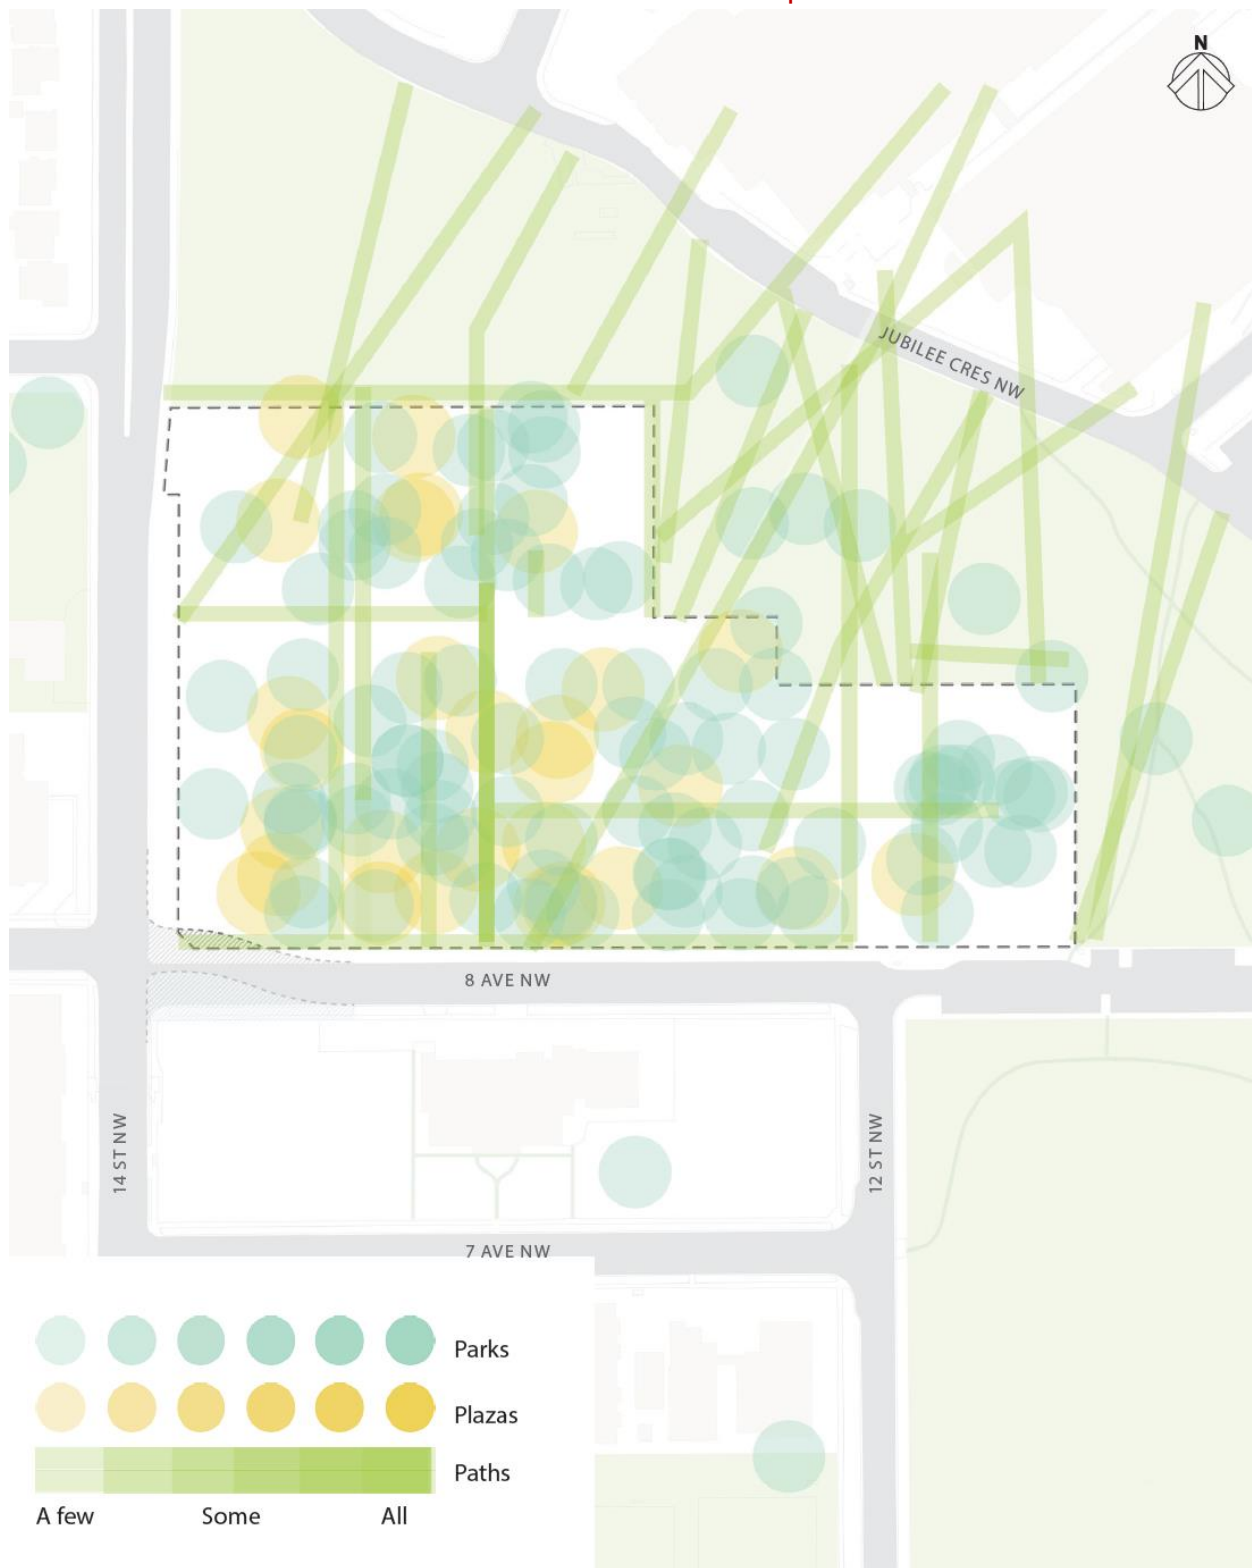 N
JUBILEE CRES NW
8 AVE NW
14 ST NW
12 ST NW
7 AVE NW
Parks
Plazas
Paths
A few Some All